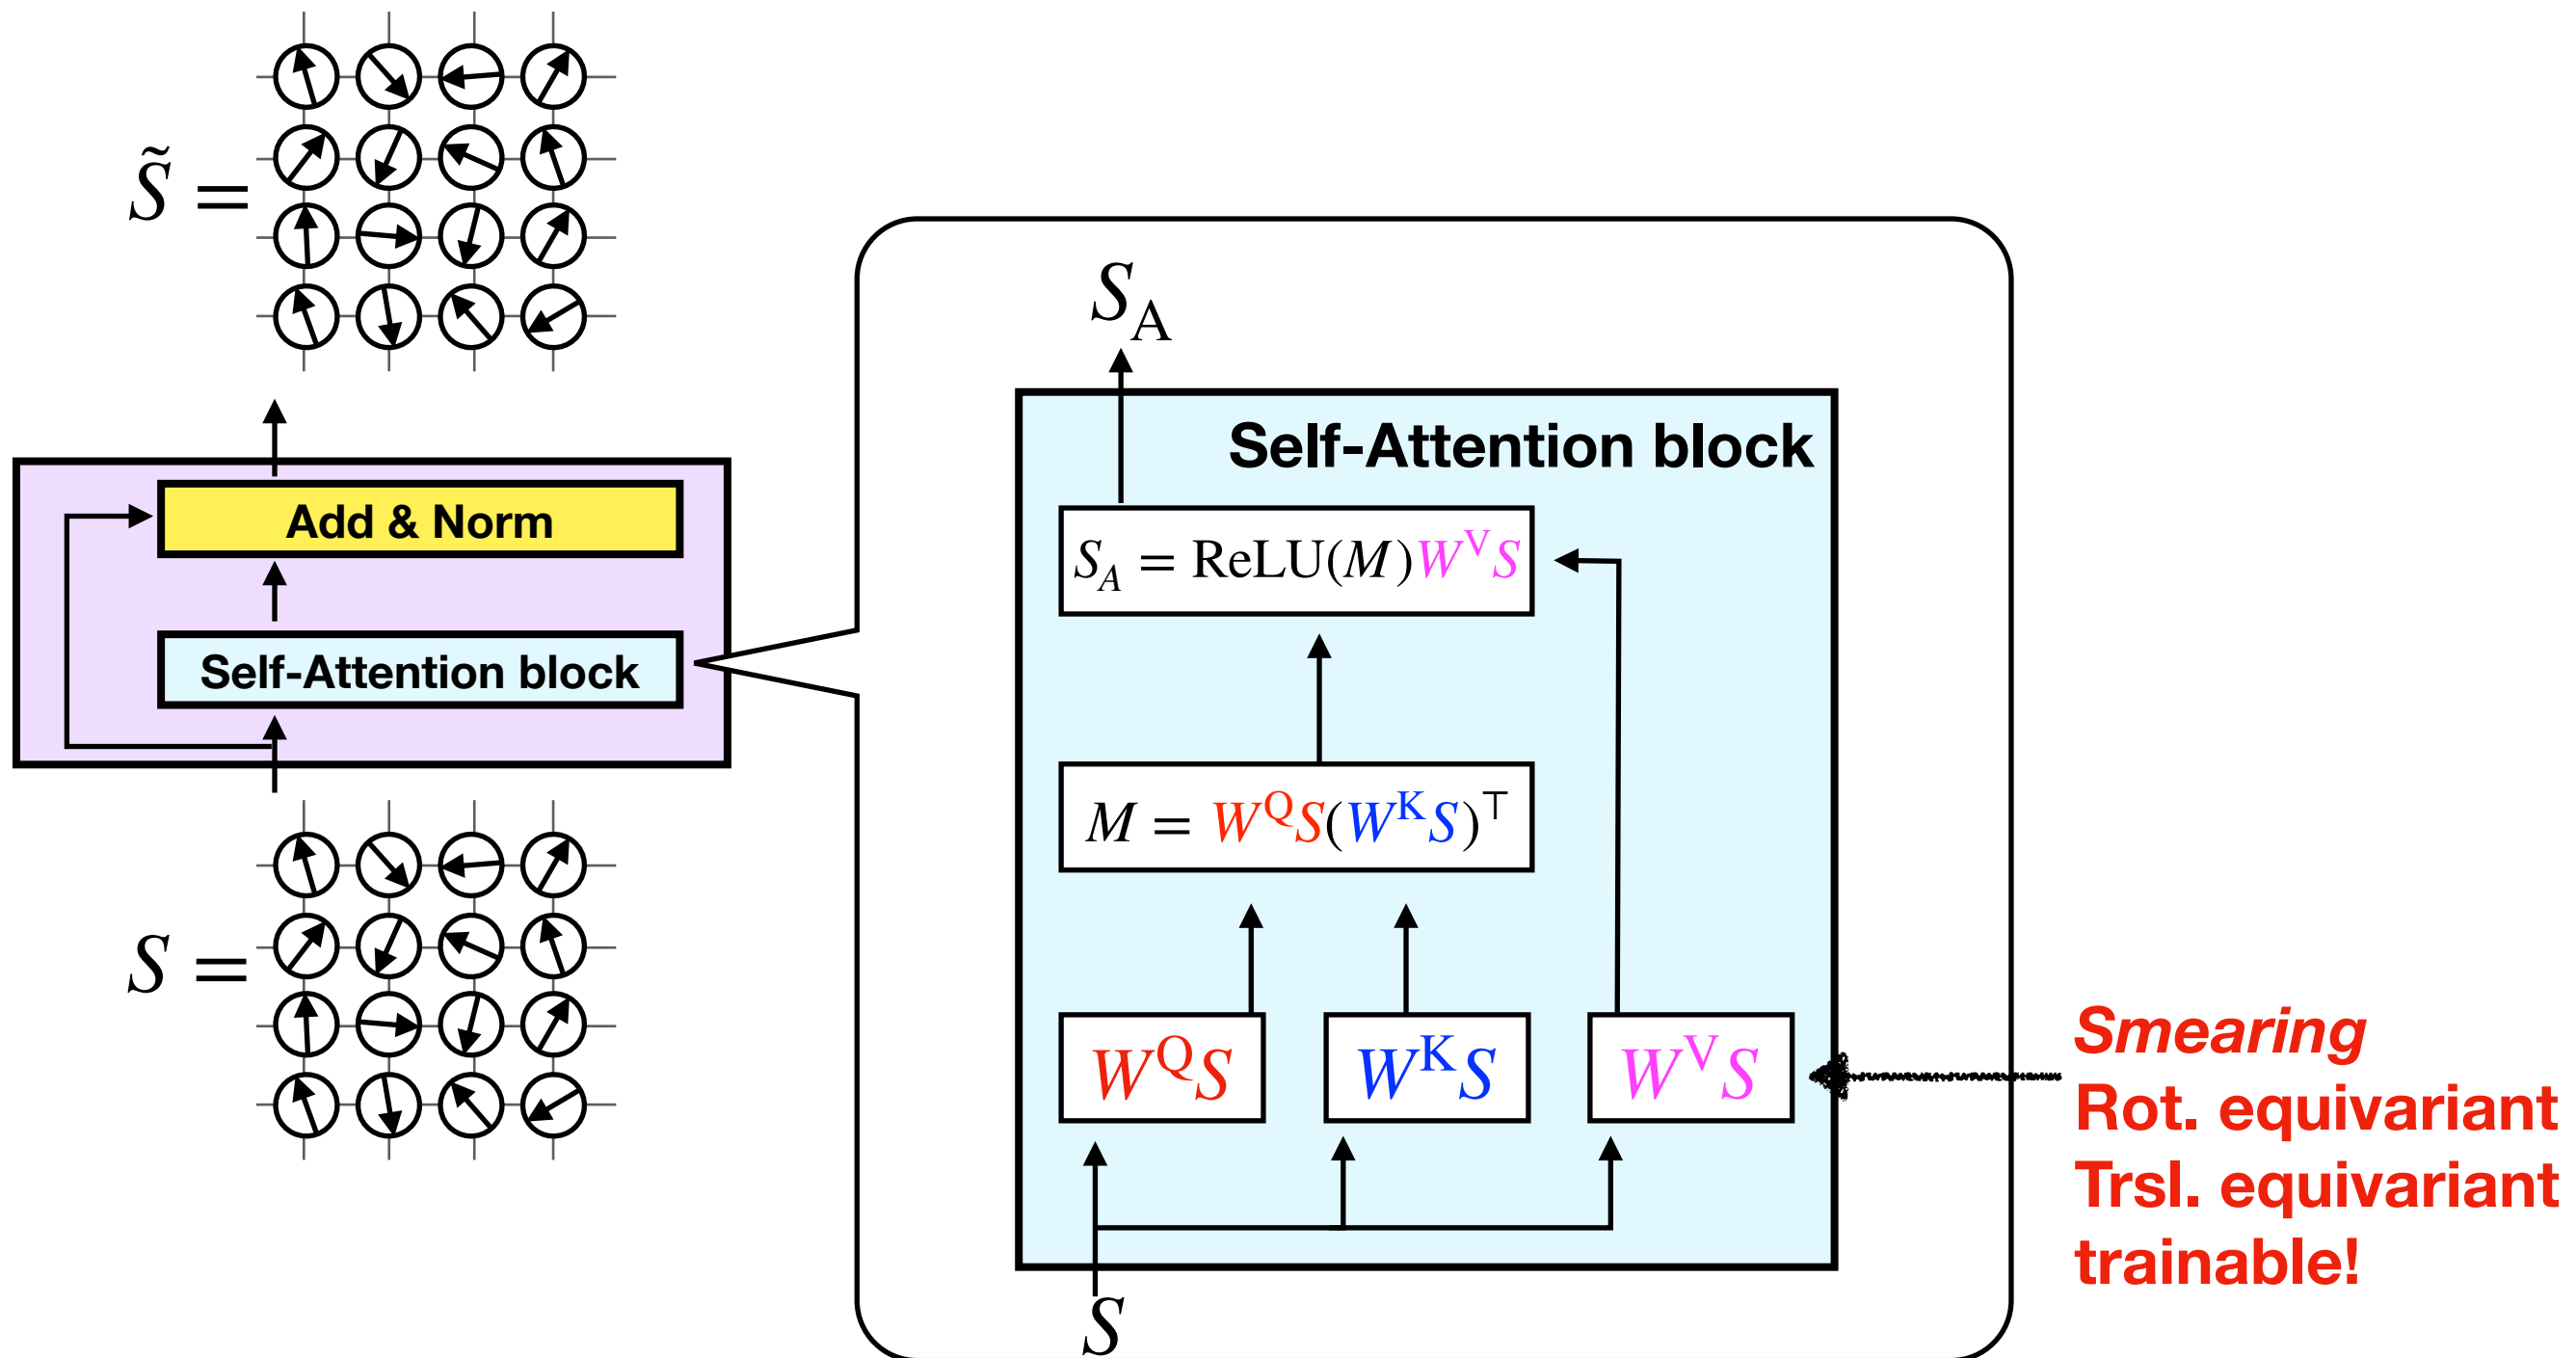 S̃ =
Add & Norm
Self-Attention block
S =
S_A
Self-Attention block
S_A = ReLU(M)W^V S
M = W^Q S(W^K S)^⊤
W^Q S
W^K S
W^V S
S
Smearing
Rot. equivariant
Trsl. equivariant
trainable!